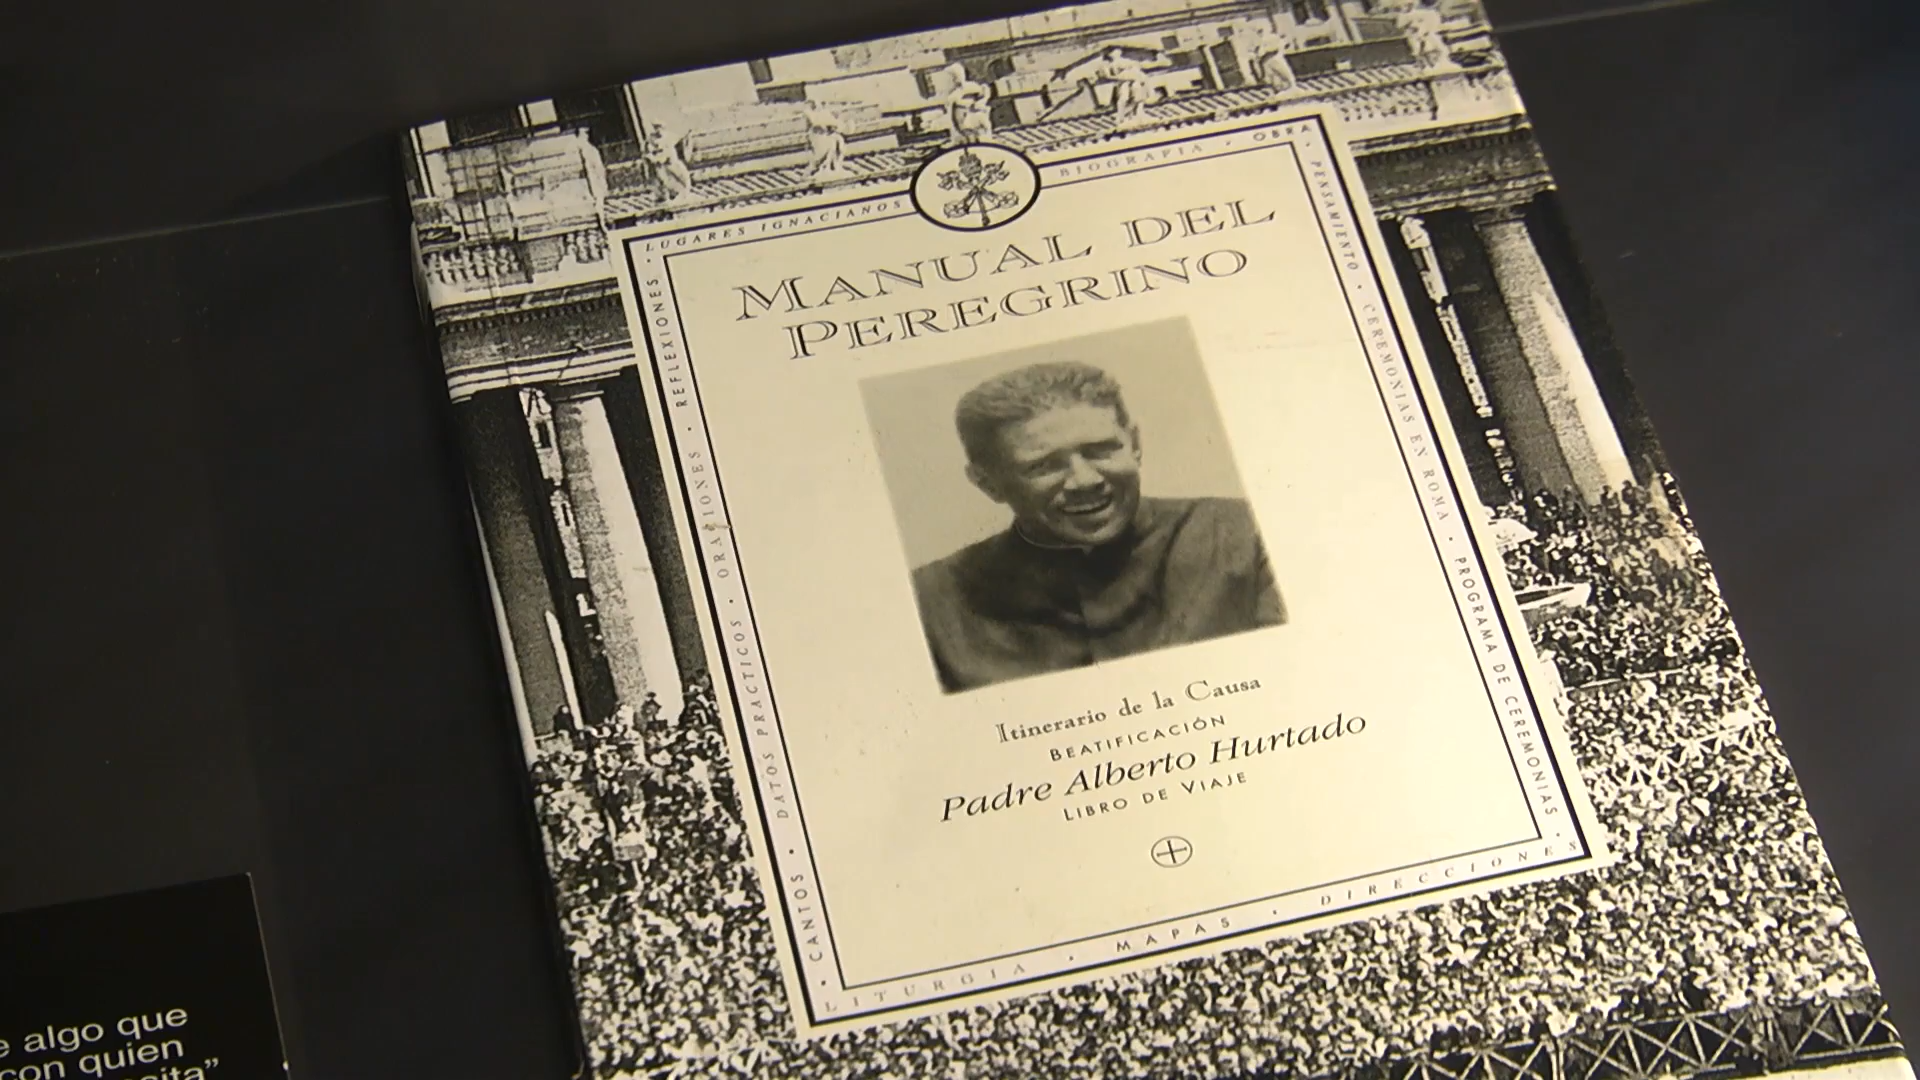 LUGARES IGNACIANOS
BIOGRAFIA • OBRA •
PENSAMIENTO • CEREMONIAS EN ROMA • PROGRAMA DE CEREMONIAS •
MANUAL DEL
PEREGRINO
Itinerario de la Causa
BEATIFICACIÓN
Padre Alberto Hurtado
LIBRO DE VIAJE
LITURGIA • MAPAS • DIRECCIONES
• CANTOS • DATOS PRACTICOS • ORACIONES • REFLEXIONES •
algo que
con quien